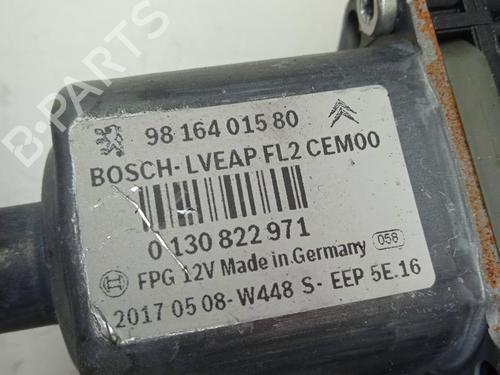 98 164 015 80
BOSCH-LVEAP FL2 CEM00
0 130 822 971
058
FPG 12V Made in Germany
2017 05 08-W448 S- EEP 5E.16
B-PARTS